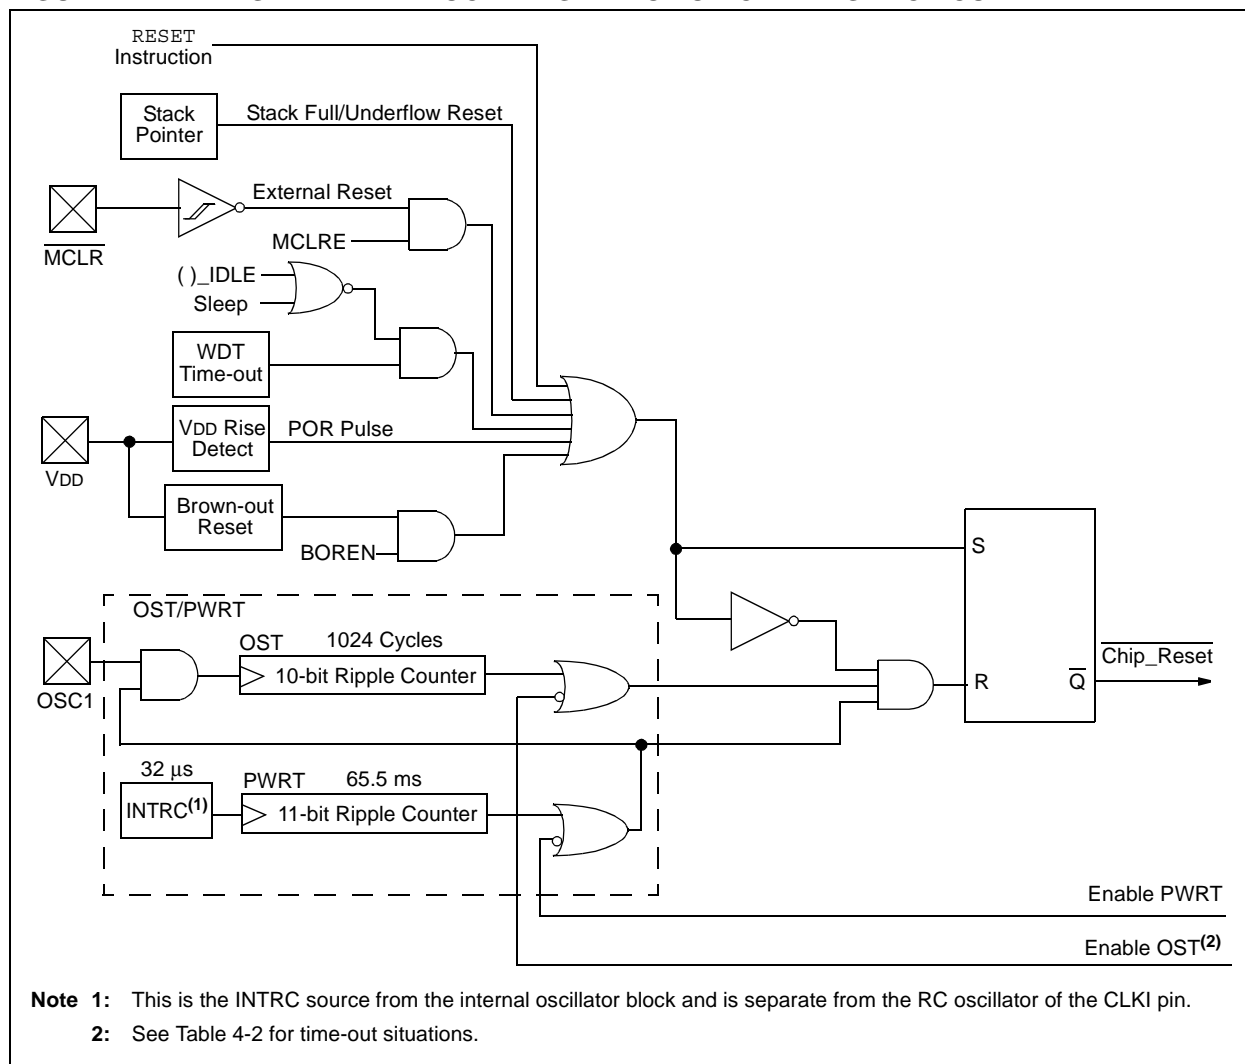 RESET
Instruction
Stack
Pointer
Stack Full/Underflow Reset
External Reset
MCLR
MCLRE
( )_IDLE
Sleep
WDT
Time-out
VDD
VDD Rise
Detect
POR Pulse
Brown-out
Reset
BOREN
S
OST/PWRT
OSC1
OST
1024 Cycles
10-bit Ripple Counter
R
Q
Chip_Reset
32 μs
INTRC(1)
PWRT
65.5 ms
11-bit Ripple Counter
Enable PWRT
Enable OST(2)
Note 1: This is the INTRC source from the internal oscillator block and is separate from the RC oscillator of the CLKI pin.
2: See Table 4-2 for time-out situations.